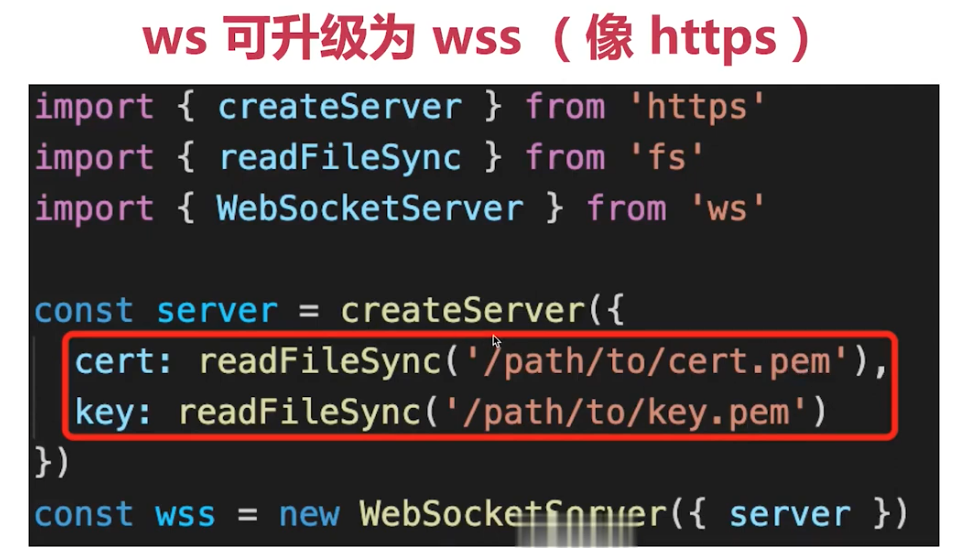 ws 可升级为 wss （像 https）
import { createServer } from 'https'
import { readFileSync } from 'fs'
import { WebSocketServer } from 'ws'
const server = createServer({
cert: readFileSync('/path/to/cert.pem'),
key: readFileSync('/path/to/key.pem')
})
const wss = new WebSocketServer({ server })